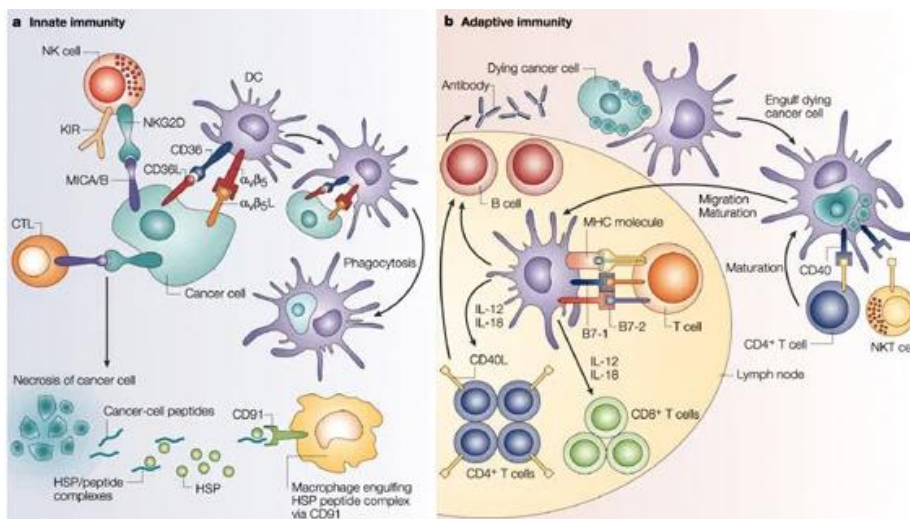 a Innate immunity
NK cell
DC
KIR
NKG2D
CD36
CD36L
MICA/B
αvβ5
αvβ5L
CTL
Phagocytosis
Cancer cell
Necrosis of cancer cell
Cancer-cell peptides
CD91
HSP/peptide
complexes
HSP
Macrophage engulfing
HSP peptide complex
via CD91
b Adaptive immunity
Dying cancer cell
Antibody
Engulf dying
cancer cell
B cell
MHC molecule
Migration
Maturation
CD40
Maturation
IL-12
IL-18
B7-1
B7-2
T cell
CD4+ T cell
NKT ce
CD40L
IL-12
IL-18
Lymph node
CD8+ T cells
CD4+ T cells